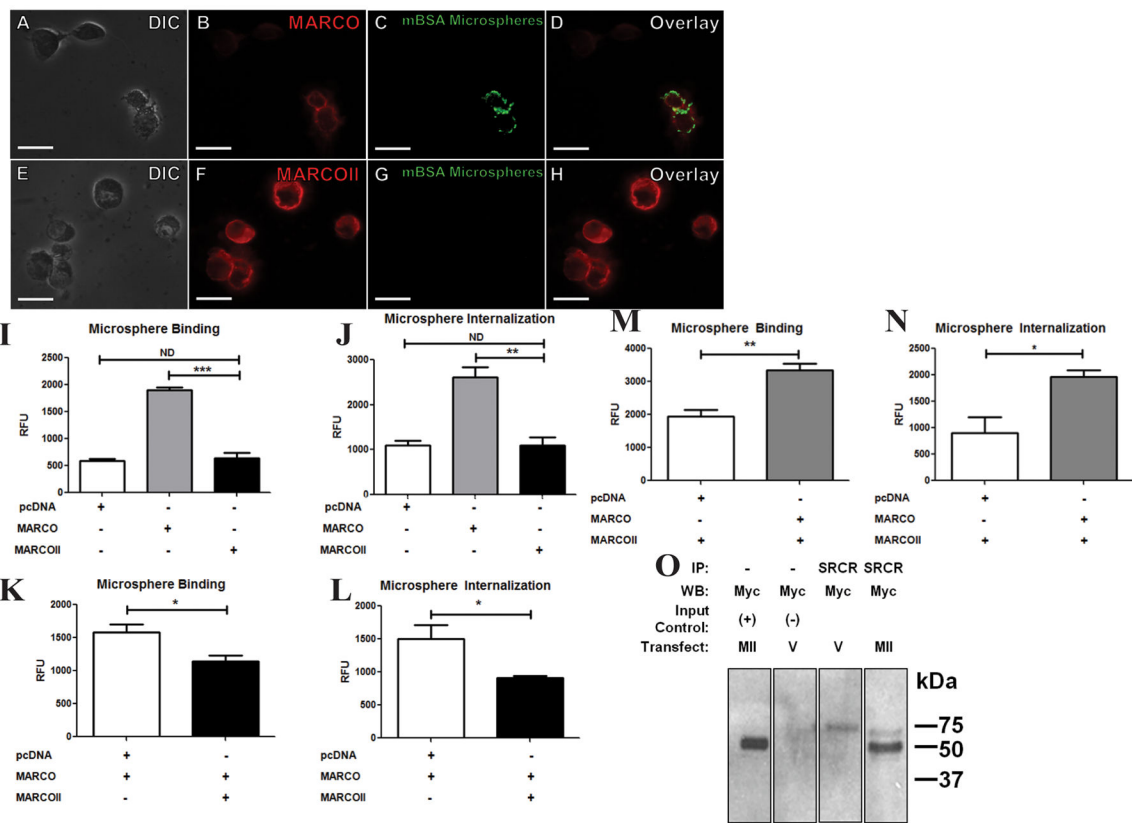 A DIC B MARCO C mBSA Microspheres D Overlay
E DIC F MARCOII G mBSA Microspheres H Overlay
I
Microsphere Binding
ND
***
2500
2000
1500
1000
500
0
RFU
pcDNA + - -
MARCO - + -
MARCOII - - +
J
Microsphere Internalization
ND
**
3000
2000
1000
0
RFU
+ - -
- + -
- - +
M
Microsphere Binding
**
4000
3000
2000
1000
0
RFU
pcDNA + -
MARCO - +
MARCOII + +
N
Microsphere Internalization
*
2000
1500
1000
500
0
RFU
pcDNA + -
MARCO - +
MARCOII + +
K
Microsphere Binding
*
2000
1500
1000
500
0
RFU
pcDNA + -
MARCO + +
MARCOII - +
L
Microsphere Internalization
*
2000
1500
1000
500
0
RFU
pcDNA + -
MARCO + +
MARCOII - +
O
IP: - - SRCR SRCR
WB: Myc Myc Myc Myc
Input
Control: (+) (-)
Transfect: MII V V MII
kDa
75
50
37